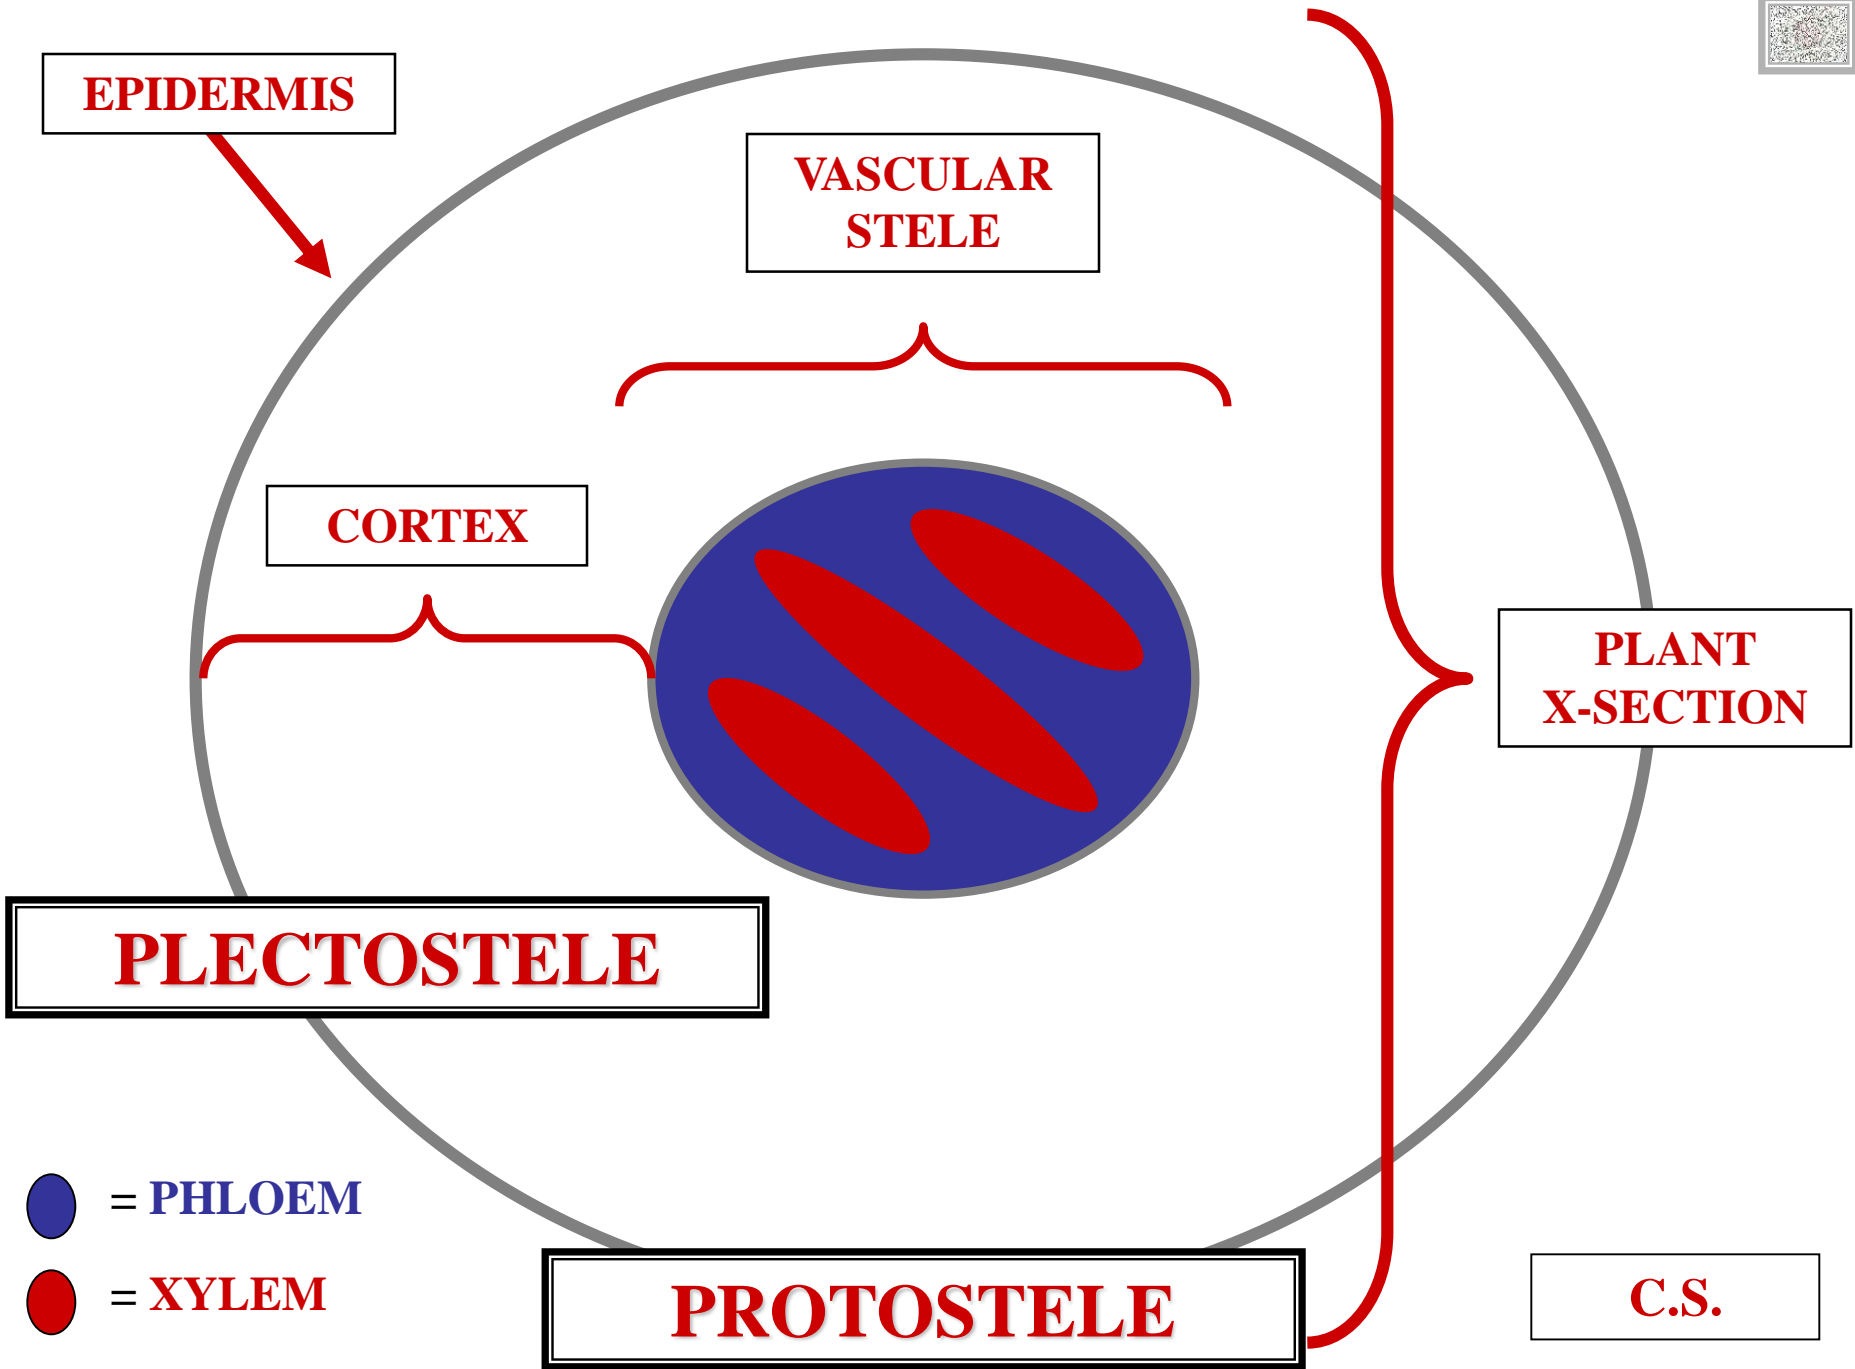 EPIDERMIS
VASCULAR
STELE
CORTEX
PLANT
X-SECTION
PLECTOSTELE
= PHLOEM
= XYLEM
PROTOSTELE
C.S.